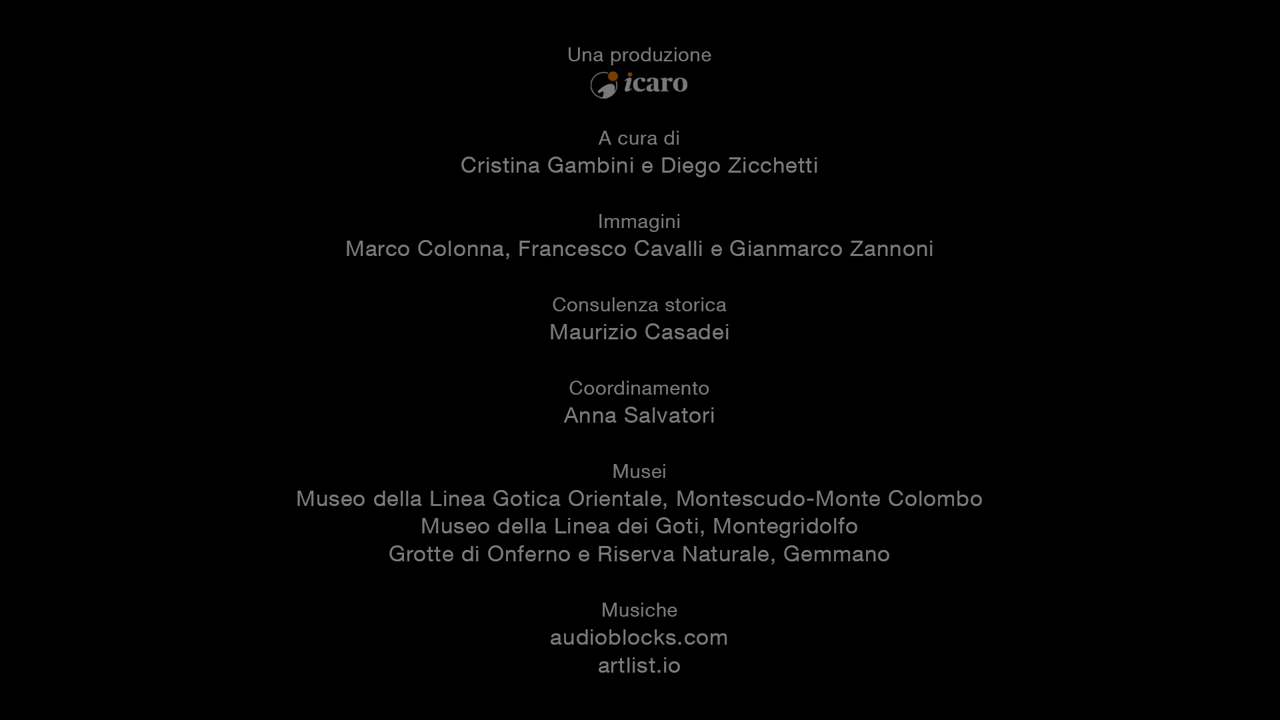 Una produzione
icaro
A cura di
Cristina Gambini e Diego Zicchetti
Immagini
Marco Colonna, Francesco Cavalli e Gianmarco Zannoni
Consulenza storica
Maurizio Casadei
Coordinamento
Anna Salvatori
Musei
Museo della Linea Gotica Orientale, Montescudo-Monte Colombo
Museo della Linea dei Goti, Montegridolfo
Grotte di Onferno e Riserva Naturale, Gemmano
Musiche
audioblocks.com
artlist.io